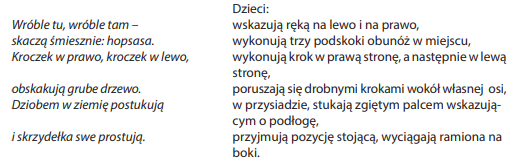 Dzieci:
Wróble tu, wróble tam – wskazują ręką na lewo i na prawo,
skaczą śmiesznie: hopsasa. wykonują trzy podskoki obunóż w miejscu,
Kroczek w prawo, kroczek w lewo, wykonują krok w prawą stronę, a następnie w lewą
stronę,
obskakują grube drzewo. poruszają się drobnymi krokami wokół własnej osi,
Dziobem w ziemię postukują w przysiadzie, stukają zgiętym palcem wskazują-
cym o podłogę,
i skrzydełka swe prostują. przyjmują pozycję stojącą, wyciągają ramiona na
boki.